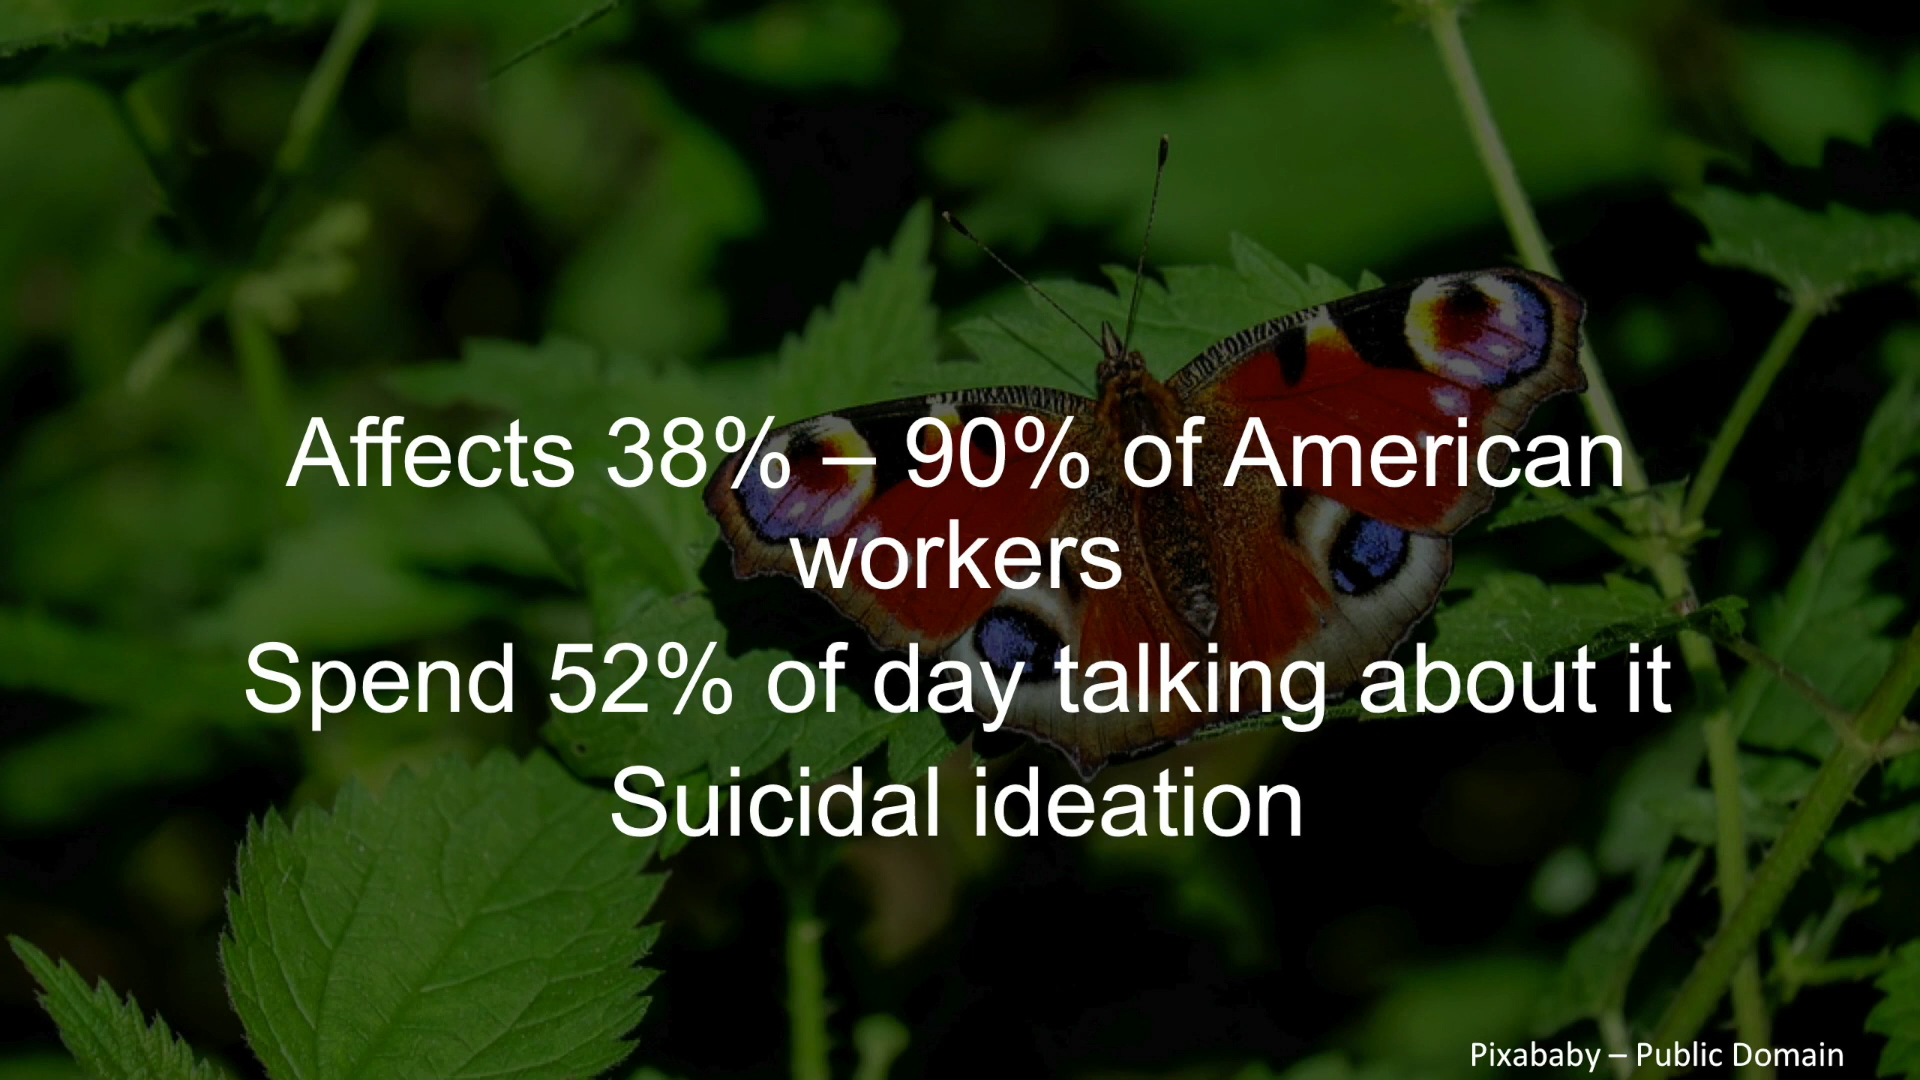 Affects 38% – 90% of American
workers
Spend 52% of day talking about it
Suicidal ideation
Pixababy – Public Domain